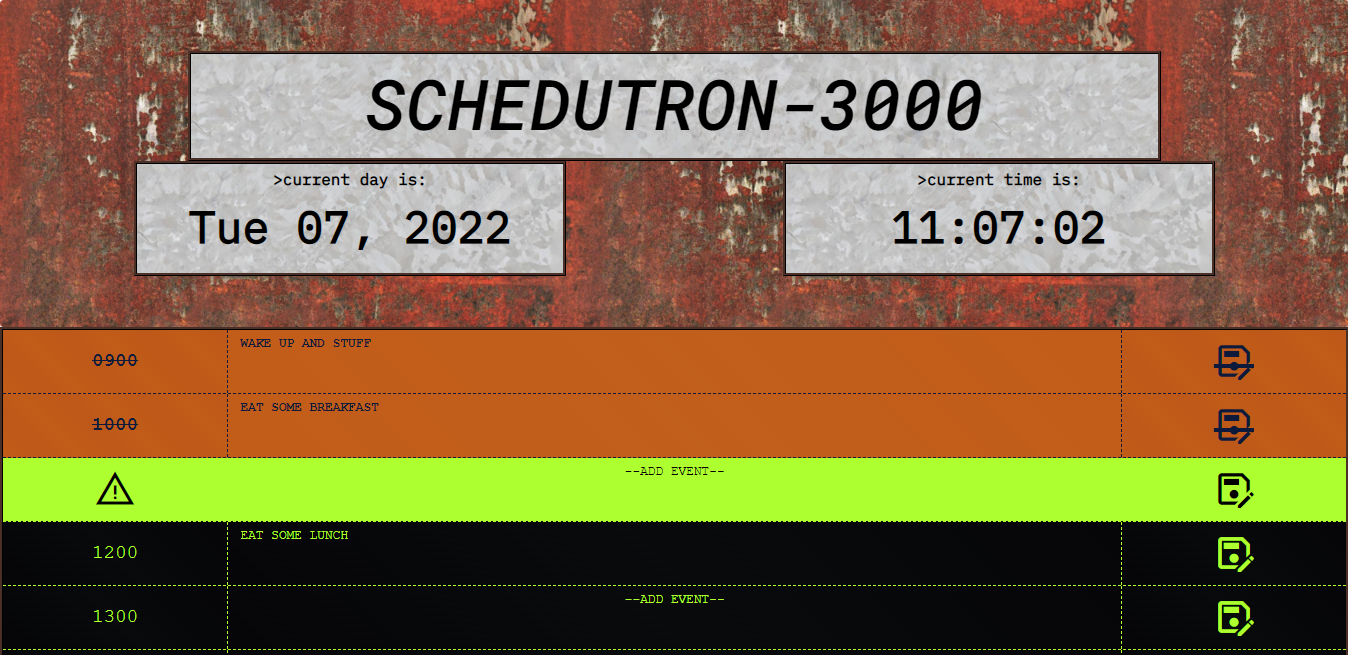 SCHEDUTRON-3000
>current day is:
Tue 07, 2022
>current time is:
11:07:02
0900 WAKE UP AND STUFF
1000 EAT SOME BREAKFAST
--ADD EVENT--
1200 EAT SOME LUNCH
1300 --ADD EVENT--